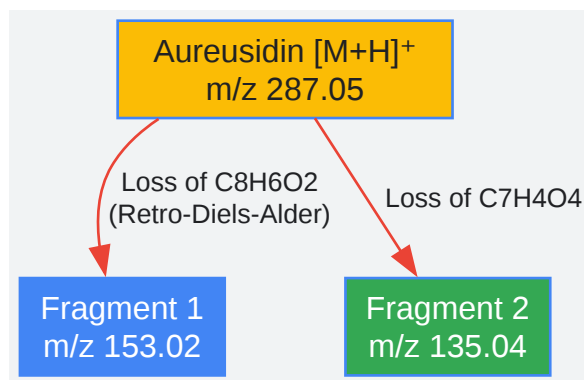 Aureusidin [M+H]⁺
m/z 287.05
Loss of C8H6O2
(Retro-Diels-Alder)
Loss of C7H4O4
Fragment 1
m/z 153.02
Fragment 2
m/z 135.04